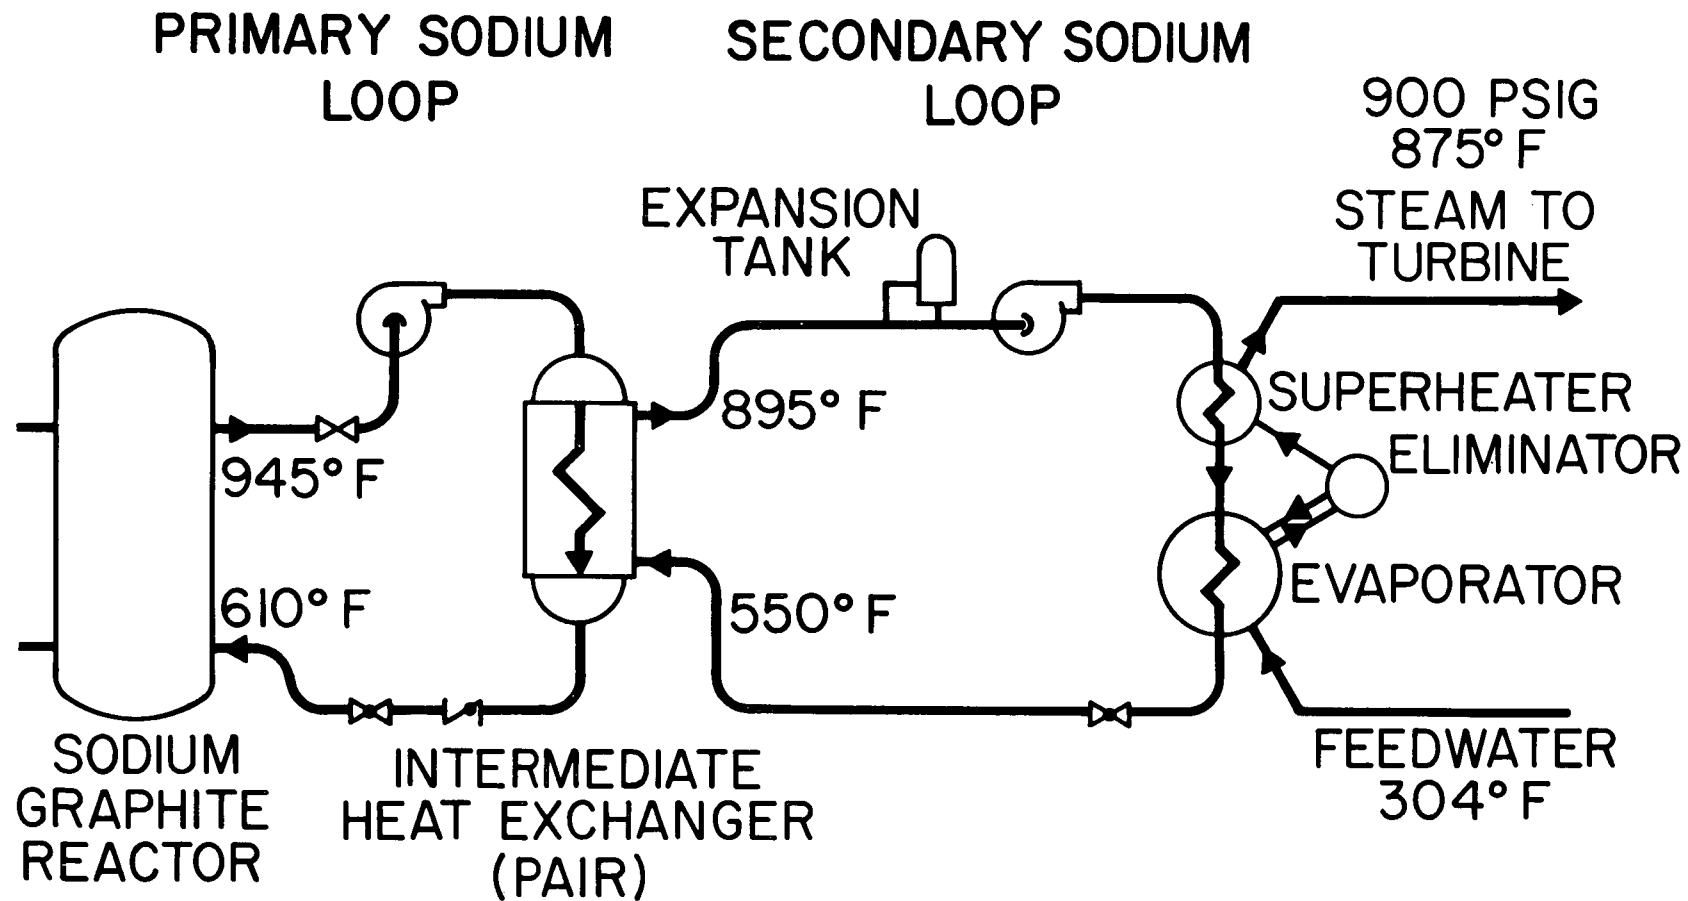 PRIMARY SODIUM
LOOP
SECONDARY SODIUM
LOOP
900 PSIG
875° F
STEAM TO
TURBINE
EXPANSION
TANK
895° F
SUPERHEATER
ELIMINATOR
945° F
EVAPORATOR
610° F
550° F
SODIUM
GRAPHITE
REACTOR
INTERMEDIATE
HEAT EXCHANGER
(PAIR)
FEEDWATER
304° F